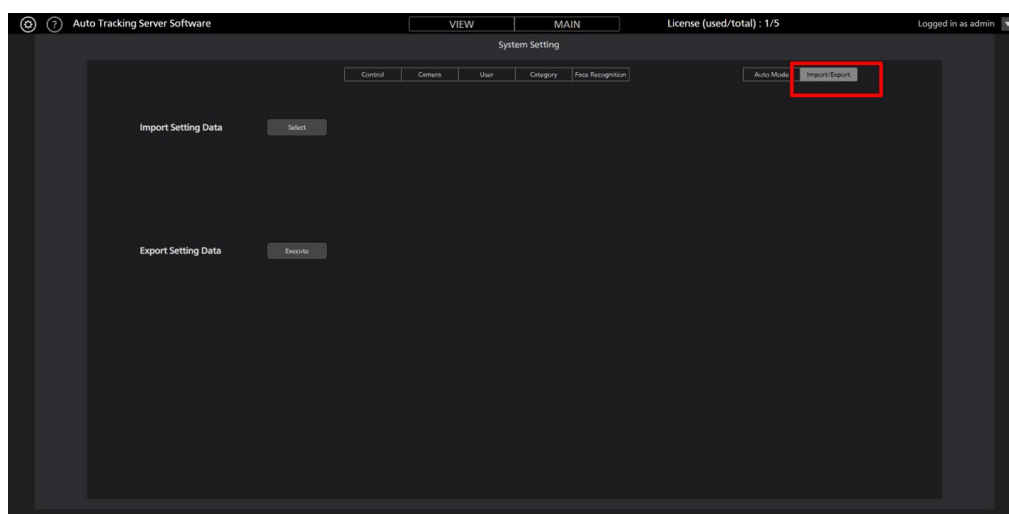 Auto Tracking Server Software VIEW MAIN License (used/total) : 1/5 Logged in as admin
System Setting
Control Camera User Category Face Recognition Auto Mode Import/Export
Import Setting Data Select
Export Setting Data Execute